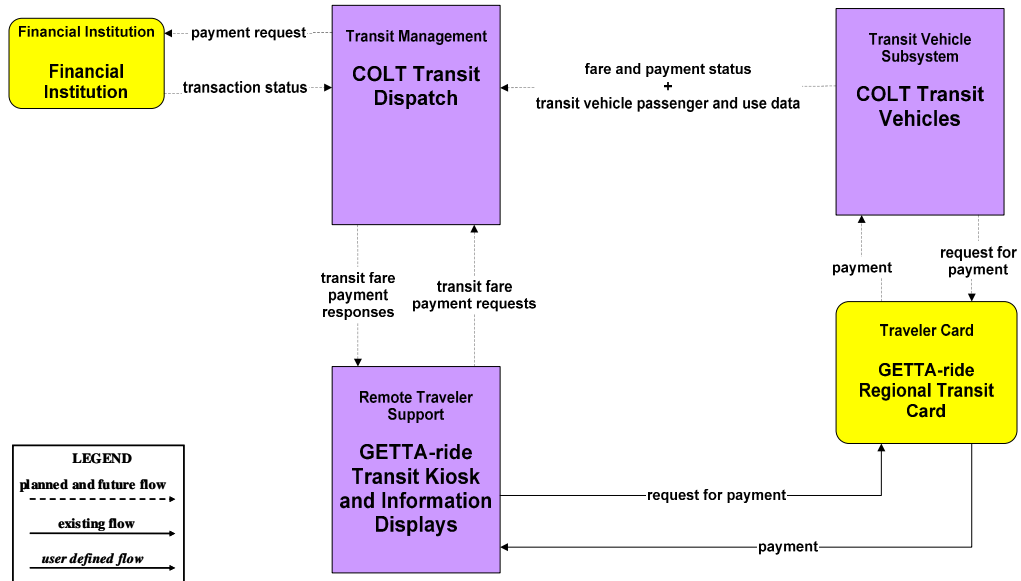 Financial Institution
Financial
Institution
payment request
transaction status
Transit Management
COLT Transit
Dispatch
fare and payment status
+
transit vehicle passenger and use data
Transit Vehicle
Subsystem
COLT Transit
Vehicles
transit fare
payment
responses
transit fare
payment requests
payment
request for
payment
Traveler Card
GETTA-ride
Regional Transit
Card
Remote Traveler
Support
GETTA-ride
Transit Kiosk
and Information
Displays
request for payment
payment
LEGEND
planned and future flow
existing flow
user defined flow